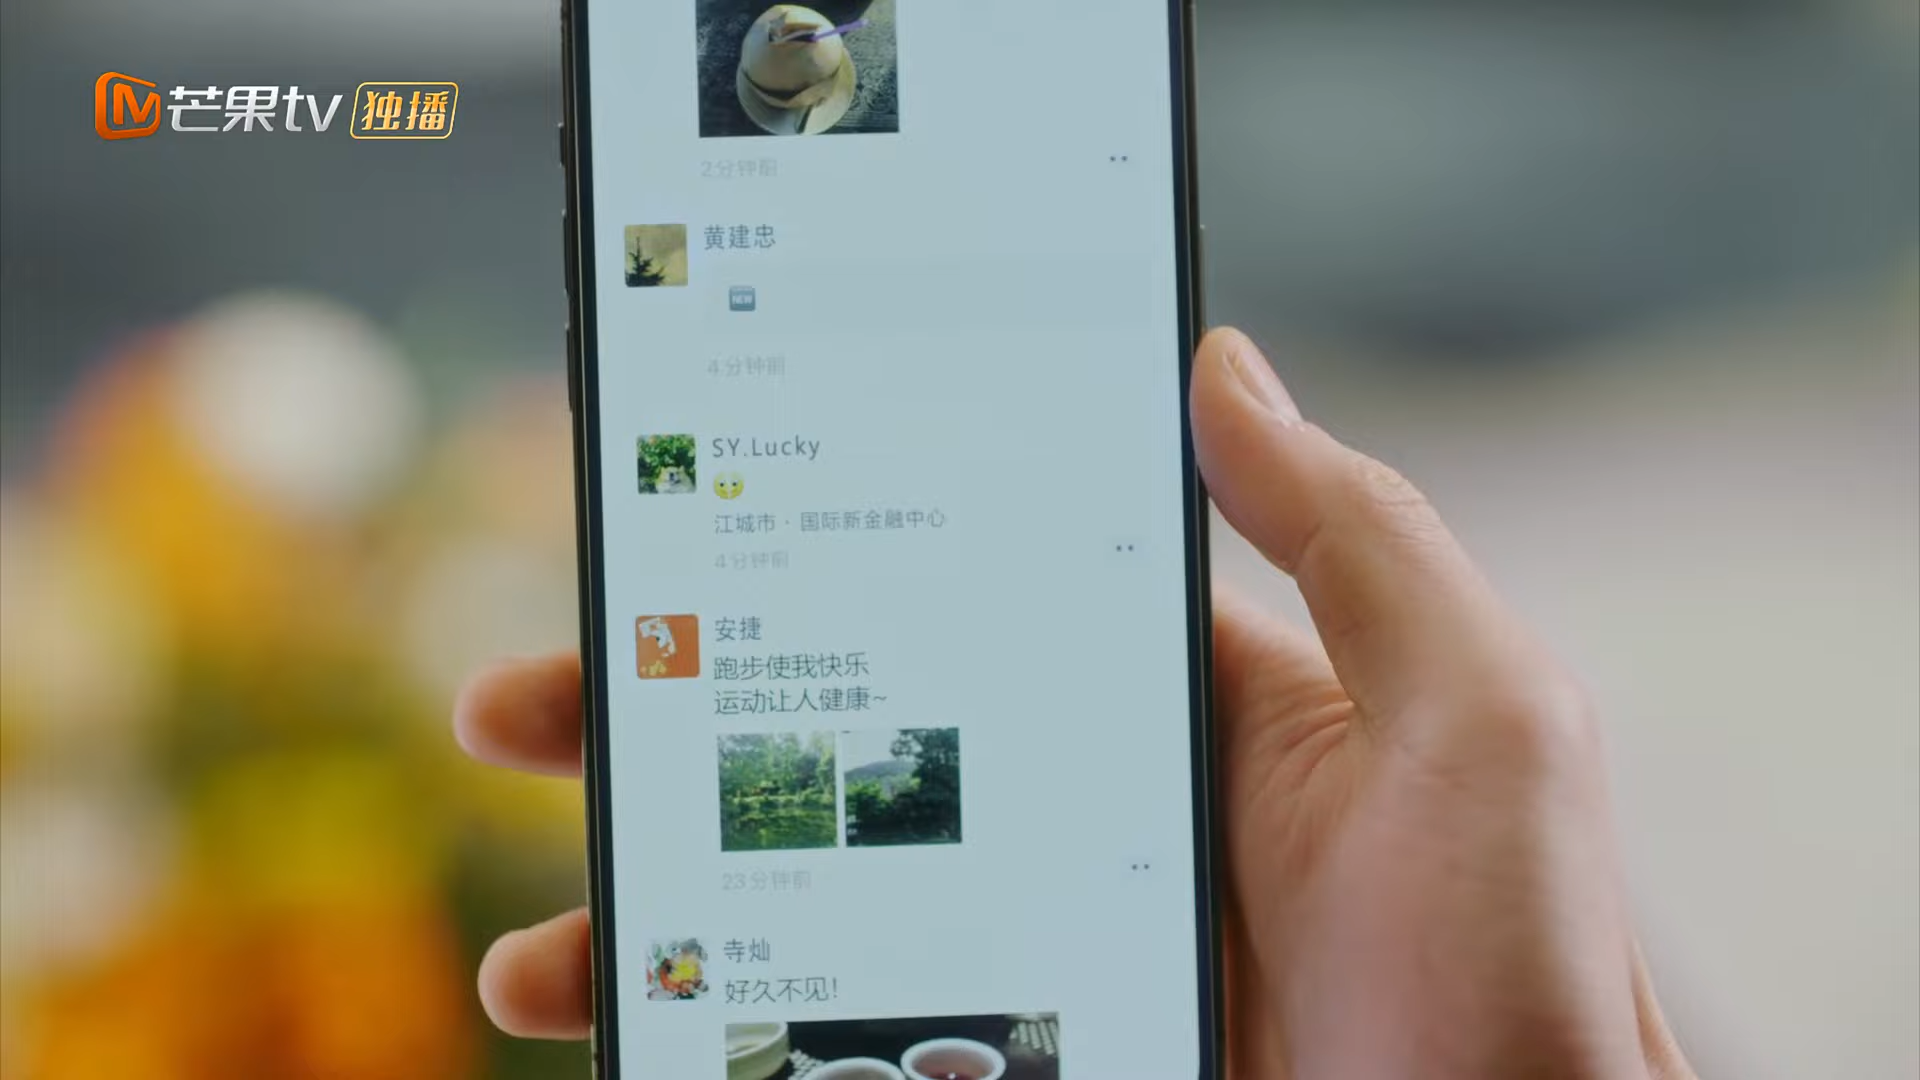 芒果tv 独播
2分钟前
黄建忠
NEW
4分钟前
SY.Lucky
江城市·国际新金融中心
4分钟前
安捷
跑步使我快乐
运动让人健康~
23分钟前
寺灿
好久不见!